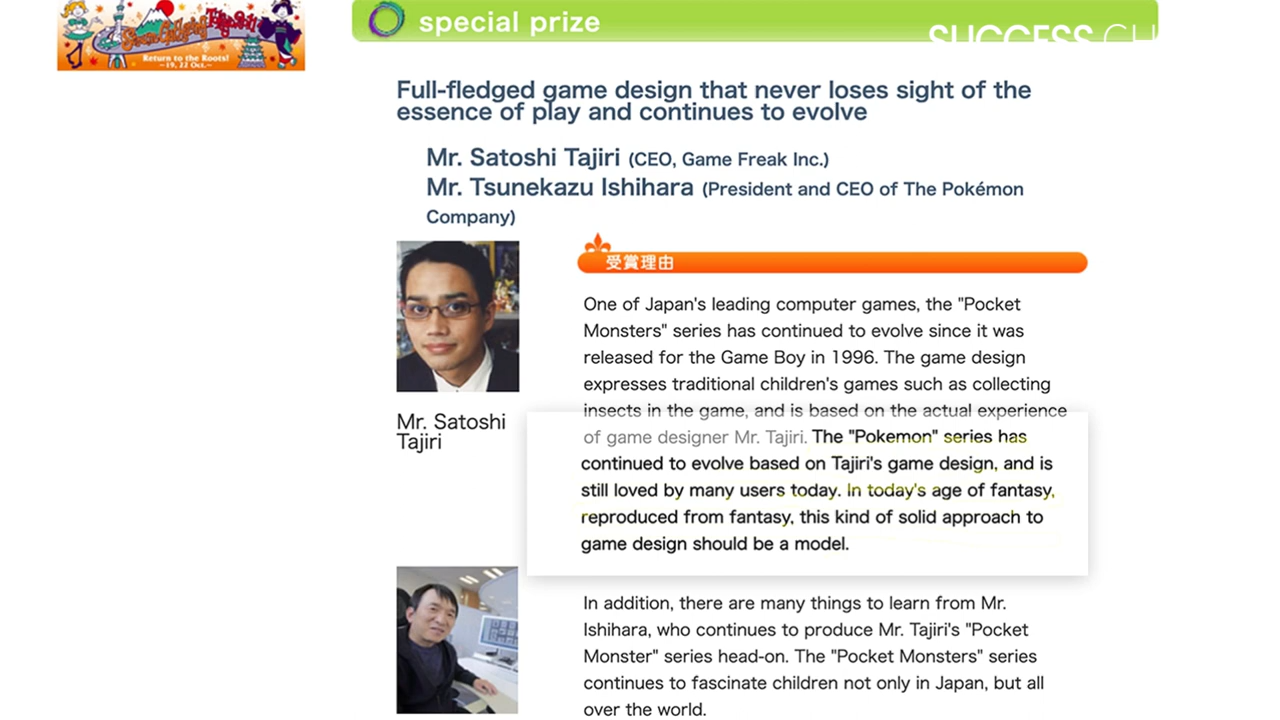 Return to the Roots!
~19, 22 Oct.~
special prize
SUCCESS
Full-fledged game design that never loses sight of the
essence of play and continues to evolve
Mr. Satoshi Tajiri (CEO, Game Freak Inc.)
Mr. Tsunekazu Ishihara (President and CEO of The Pokémon
Company)
Mr. Satoshi
Tajiri
受賞理由
One of Japan's leading computer games, the "Pocket
Monsters" series has continued to evolve since it was
released for the Game Boy in 1996. The game design
expresses traditional children's games such as collecting
insects in the game, and is based on the actual experience
of game designer Mr. Tajiri. The "Pokemon" series has
continued to evolve based on Tajiri's game design, and is
still loved by many users today. In today's age of fantasy,
reproduced from fantasy, this kind of solid approach to
game design should be a model.
In addition, there are many things to learn from Mr.
Ishihara, who continues to produce Mr. Tajiri's "Pocket
Monster" series head-on. The "Pocket Monsters" series
continues to fascinate children not only in Japan, but all
over the world.